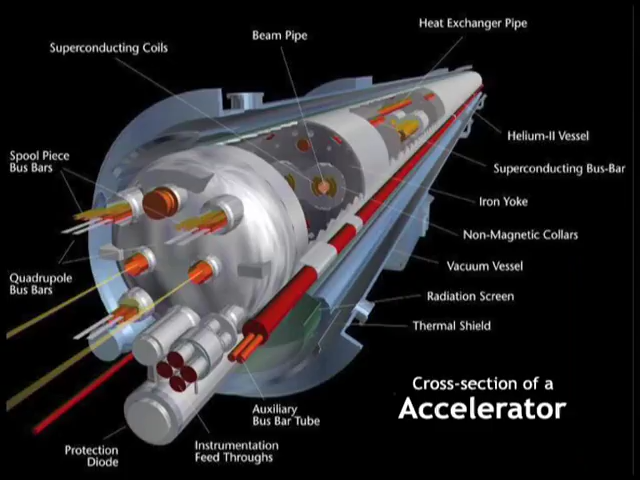 Heat Exchanger Pipe
Beam Pipe
Superconducting Coils
Helium-II Vessel
Spool Piece
Bus Bars
Superconducting Bus-Bar
Iron Yoke
Non-Magnetic Collars
Vacuum Vessel
Quadrupole
Bus Bars
Radiation Screen
Thermal Shield
Cross-section of a
Accelerator
Auxiliary
Bus Bar Tube
Protection
Diode
Instrumentation
Feed Throughs